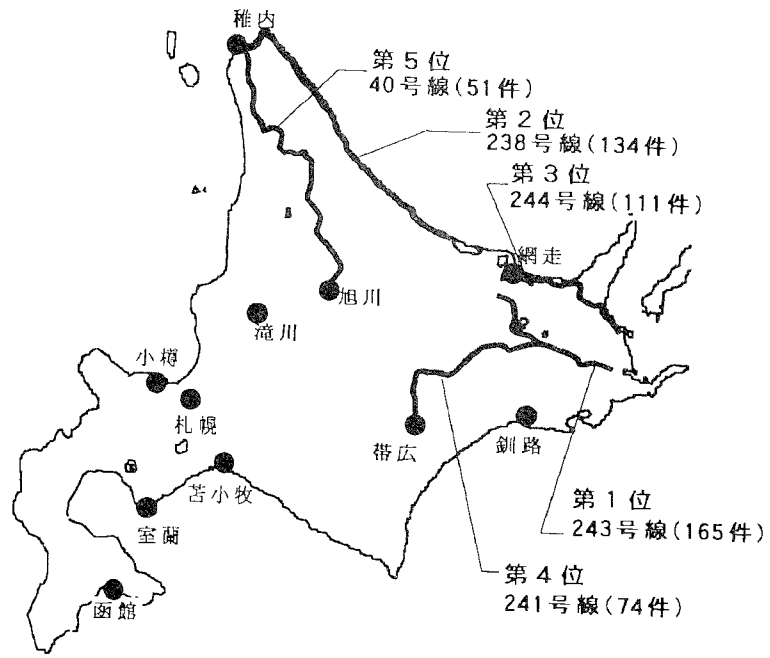 稚内
第5位
40号線(51件)
第2位
238号線(134件)
第3位
244号線(111件)
網走
旭川
滝川
小樽
札幌
帯広
釧路
苫小牧
室蘭
第1位
243号線(165件)
第4位
241号線(74件)
函館